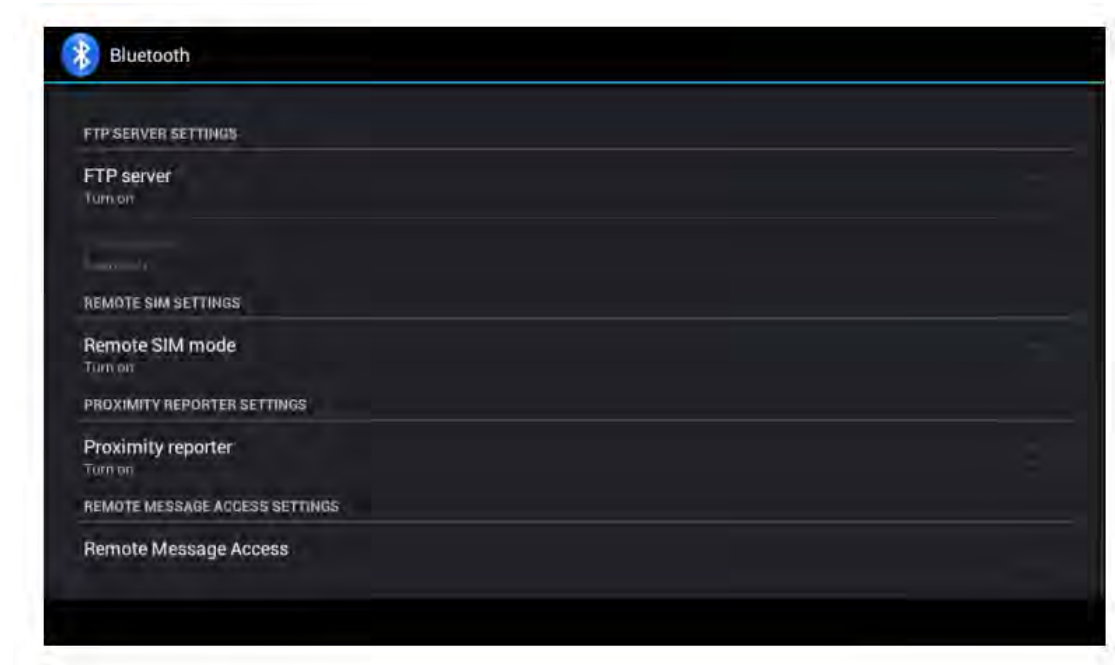 Bluetooth
FTP SERVER SETTINGS
FTP server
Turn on
REMOTE SIM SETTINGS
Remote SIM mode
Turn on
PROXIMITY REPORTER SETTINGS
Proximity reporter
Turn on
REMOTE MESSAGE ACCESS SETTINGS
Remote Message Access